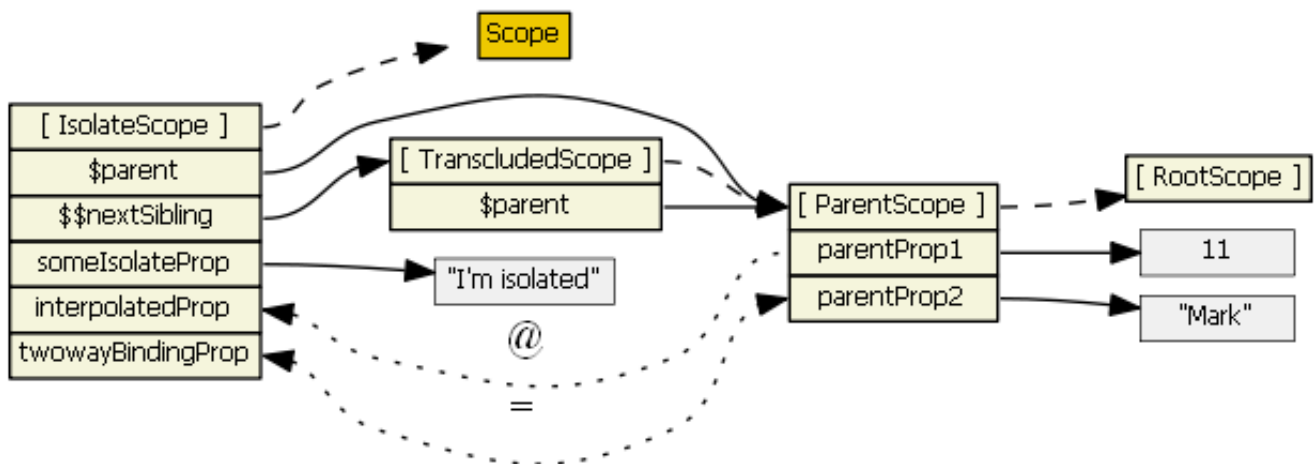 Scope
[ IsolateScope ]
$parent
$$nextSibling
someIsolateProp
interpolatedProp
twowayBindingProp
[ TranscludedScope ]
$parent
"I'm isolated"
@
=
[ ParentScope ]
parentProp1
parentProp2
[ RootScope ]
11
"Mark"